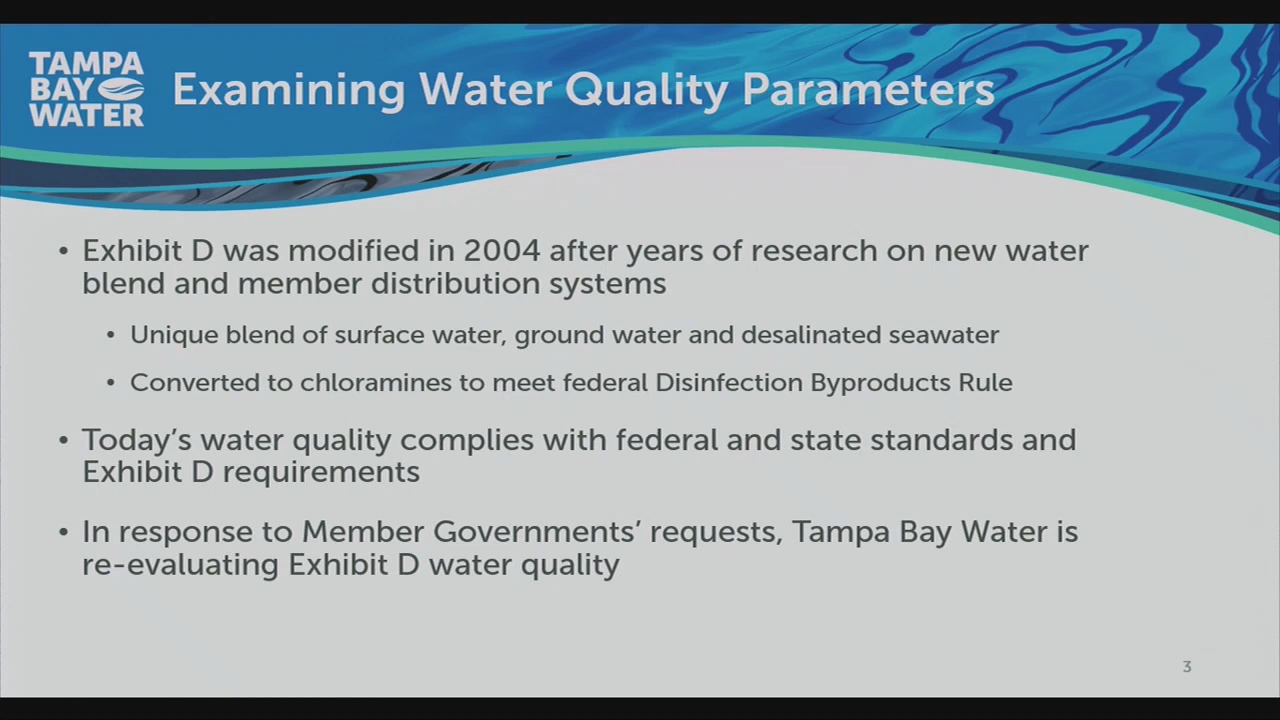 TAMPA
BAY
WATER
Examining Water Quality Parameters
• Exhibit D was modified in 2004 after years of research on new water
blend and member distribution systems
• Unique blend of surface water, ground water and desalinated seawater
• Converted to chloramines to meet federal Disinfection Byproducts Rule
• Today’s water quality complies with federal and state standards and
Exhibit D requirements
• In response to Member Governments’ requests, Tampa Bay Water is
re-evaluating Exhibit D water quality
3